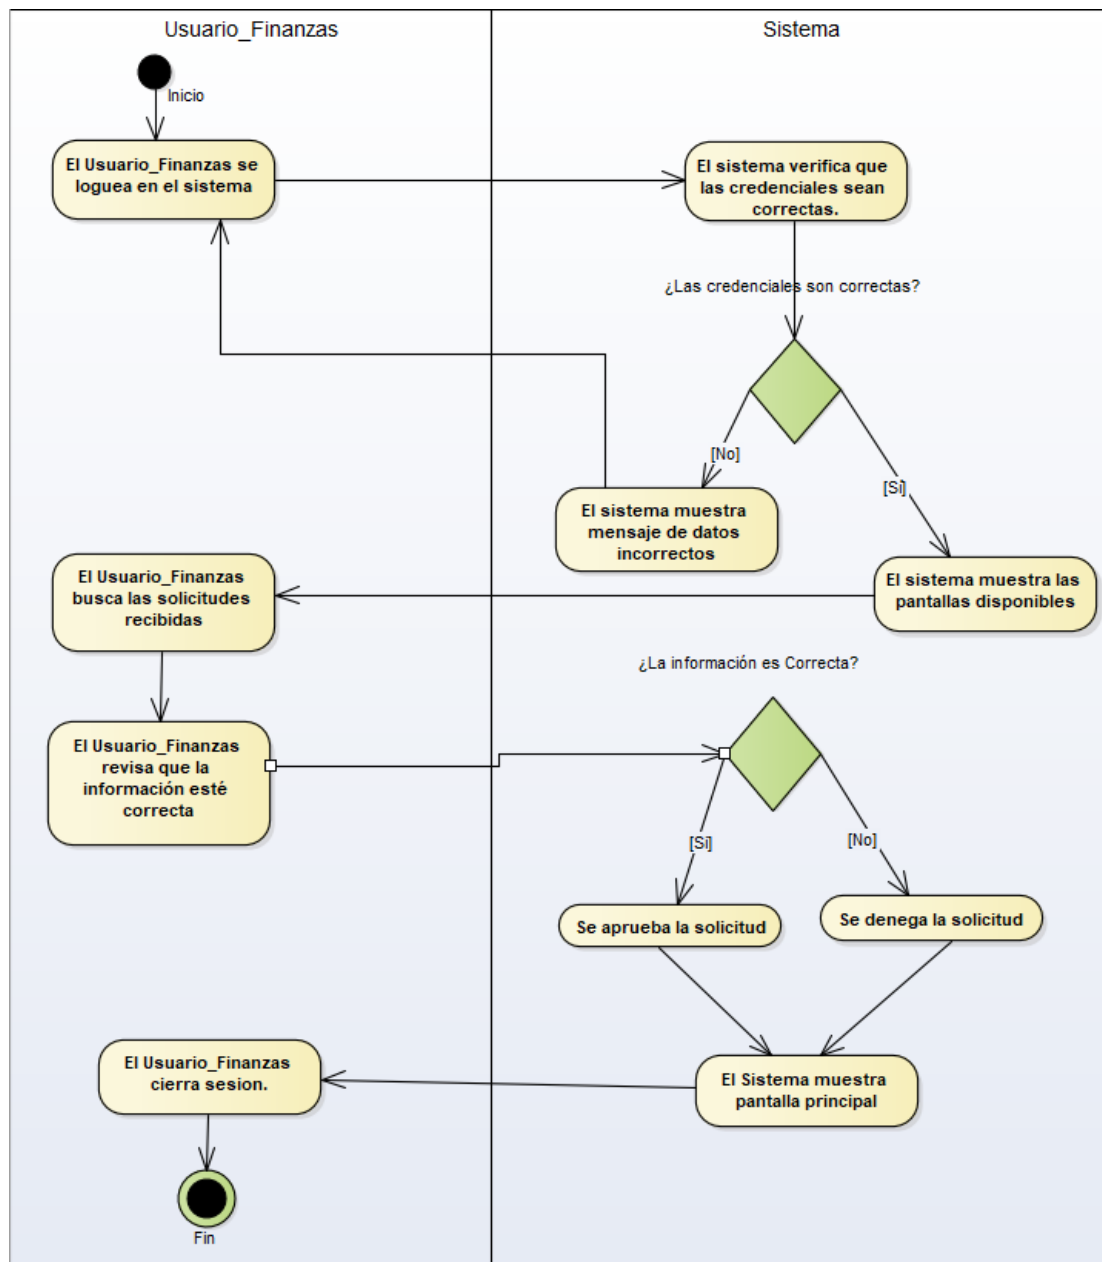 Usuario_Finanzas
Sistema
Inicio
El Usuario_Finanzas se
loguea en el sistema
El sistema verifica que
las credenciales sean
correctas.
¿Las credenciales son correctas?
[No]
[Si]
El sistema muestra
mensaje de datos
incorrectos
El Usuario_Finanzas
busca las solicitudes
recibidas
El sistema muestra las
pantallas disponibles
¿La información es Correcta?
El Usuario_Finanzas
revisa que la
información esté
correcta
[Si]
[No]
Se aprueba la solicitud
Se denega la solicitud
El Usuario_Finanzas
cierra sesion.
El Sistema muestra
pantalla principal
Fin